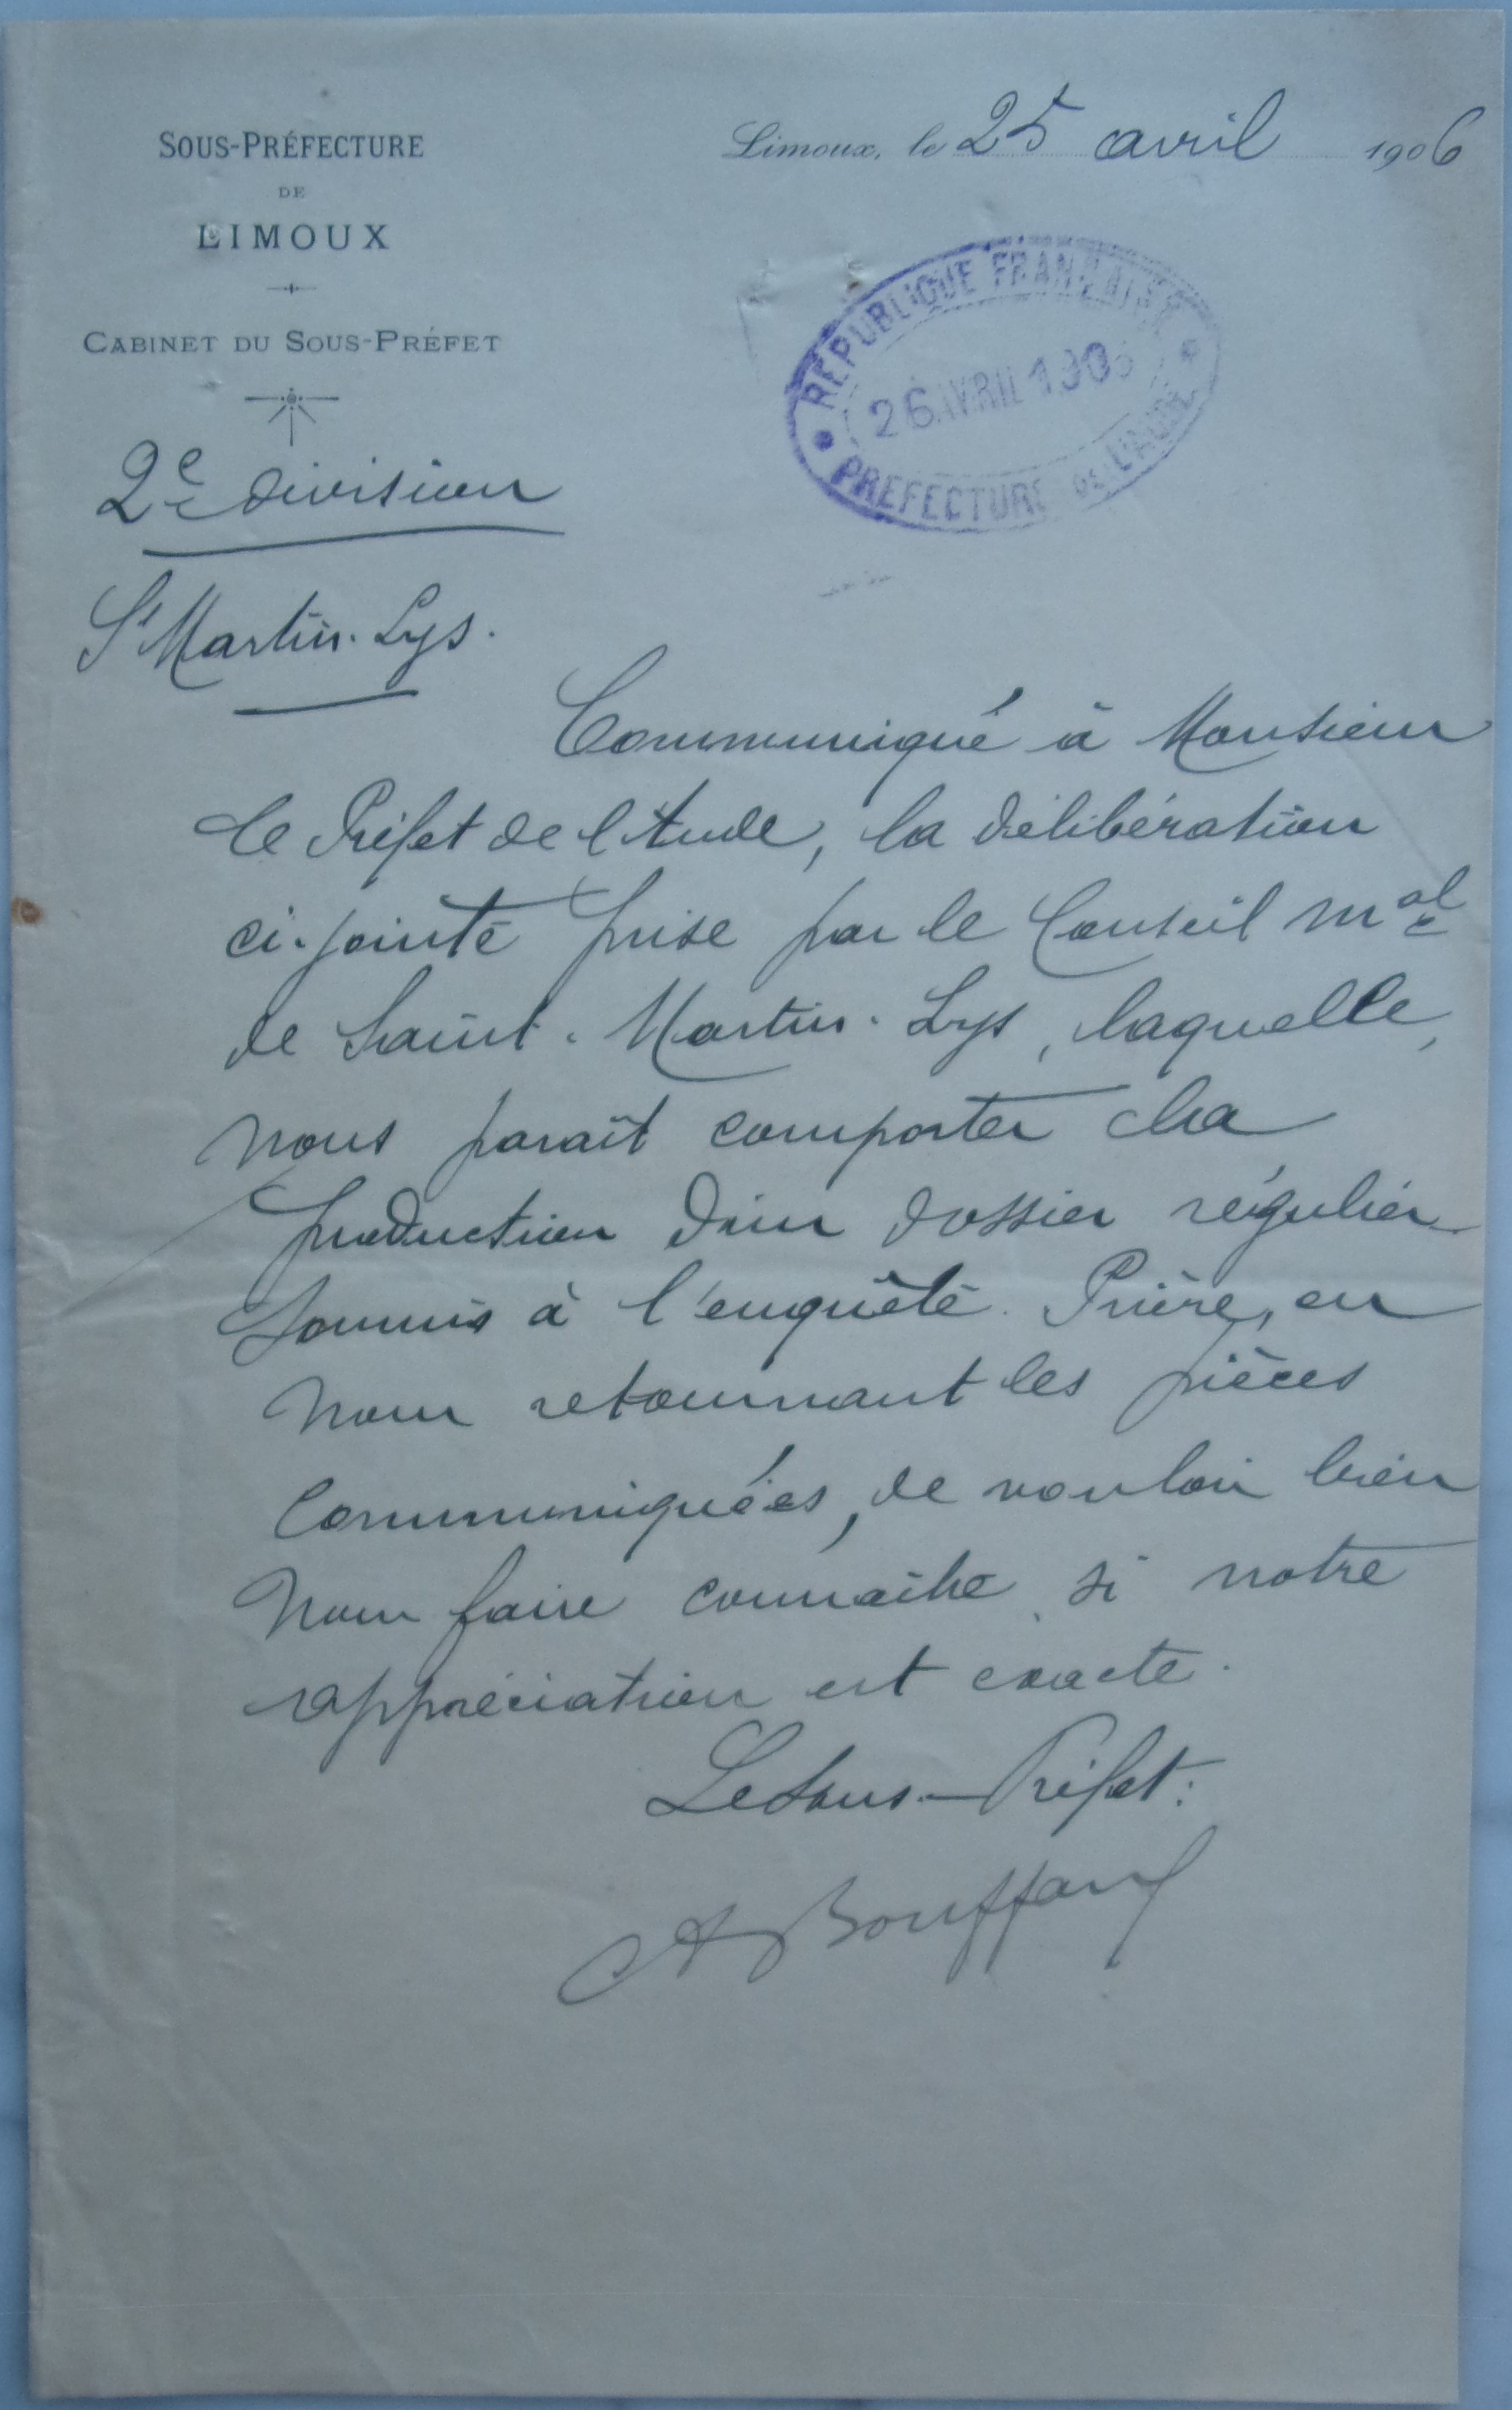 SOUS-PRÉFECTURE
DE
LIMOUX
CABINET DU SOUS-PRÉFET
Limoux, le 25 avril 1906
RÉPUBLIQUE FRANÇAISE
26 AVRIL 1906
PRÉFECTURE DE L'AUDE
2e division
St Martin-Lys.
Communiqué à Monsieur
le Préfet de l'Aude, la délibération
ci-jointe prise par le Conseil mal
de Saint-Martin-Lys, laquelle,
nous paraît comporter la
production d'un dossier régulier
soumis à l'enquête. Prière, en
nous retournant les pièces
communiquées, de vouloir bien
nous faire connaître si notre
appréciation est exacte.
Le Sous-Préfet:
A Bouffard